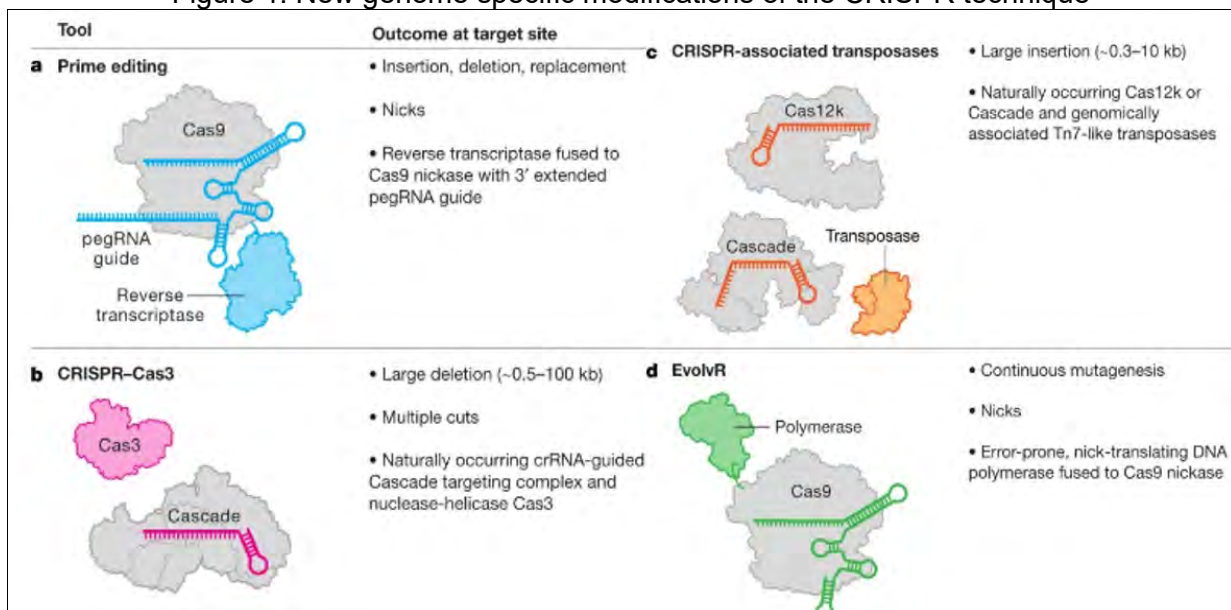 Figure 4. New genome specific modifications of the CRISPR technique
Tool
Outcome at target site
a Prime editing
Cas9
pegRNA
guide
Reverse
transcriptase
• Insertion, deletion, replacement
• Nicks
• Reverse transcriptase fused to
Cas9 nickase with 3′ extended
pegRNA guide
b CRISPR–Cas3
Cas3
Cascade
• Large deletion (~0.5–100 kb)
• Multiple cuts
• Naturally occurring crRNA-guided
Cascade targeting complex and
nuclease-helicase Cas3
c CRISPR-associated transposases
Cas12k
Cascade
Transposase
• Large insertion (~0.3–10 kb)
• Naturally occurring Cas12k or
Cascade and genomically
associated Tn7-like transposases
d EvolvR
Polymerase
Cas9
• Continuous mutagenesis
• Nicks
• Error-prone, nick-translating DNA
polymerase fused to Cas9 nickase